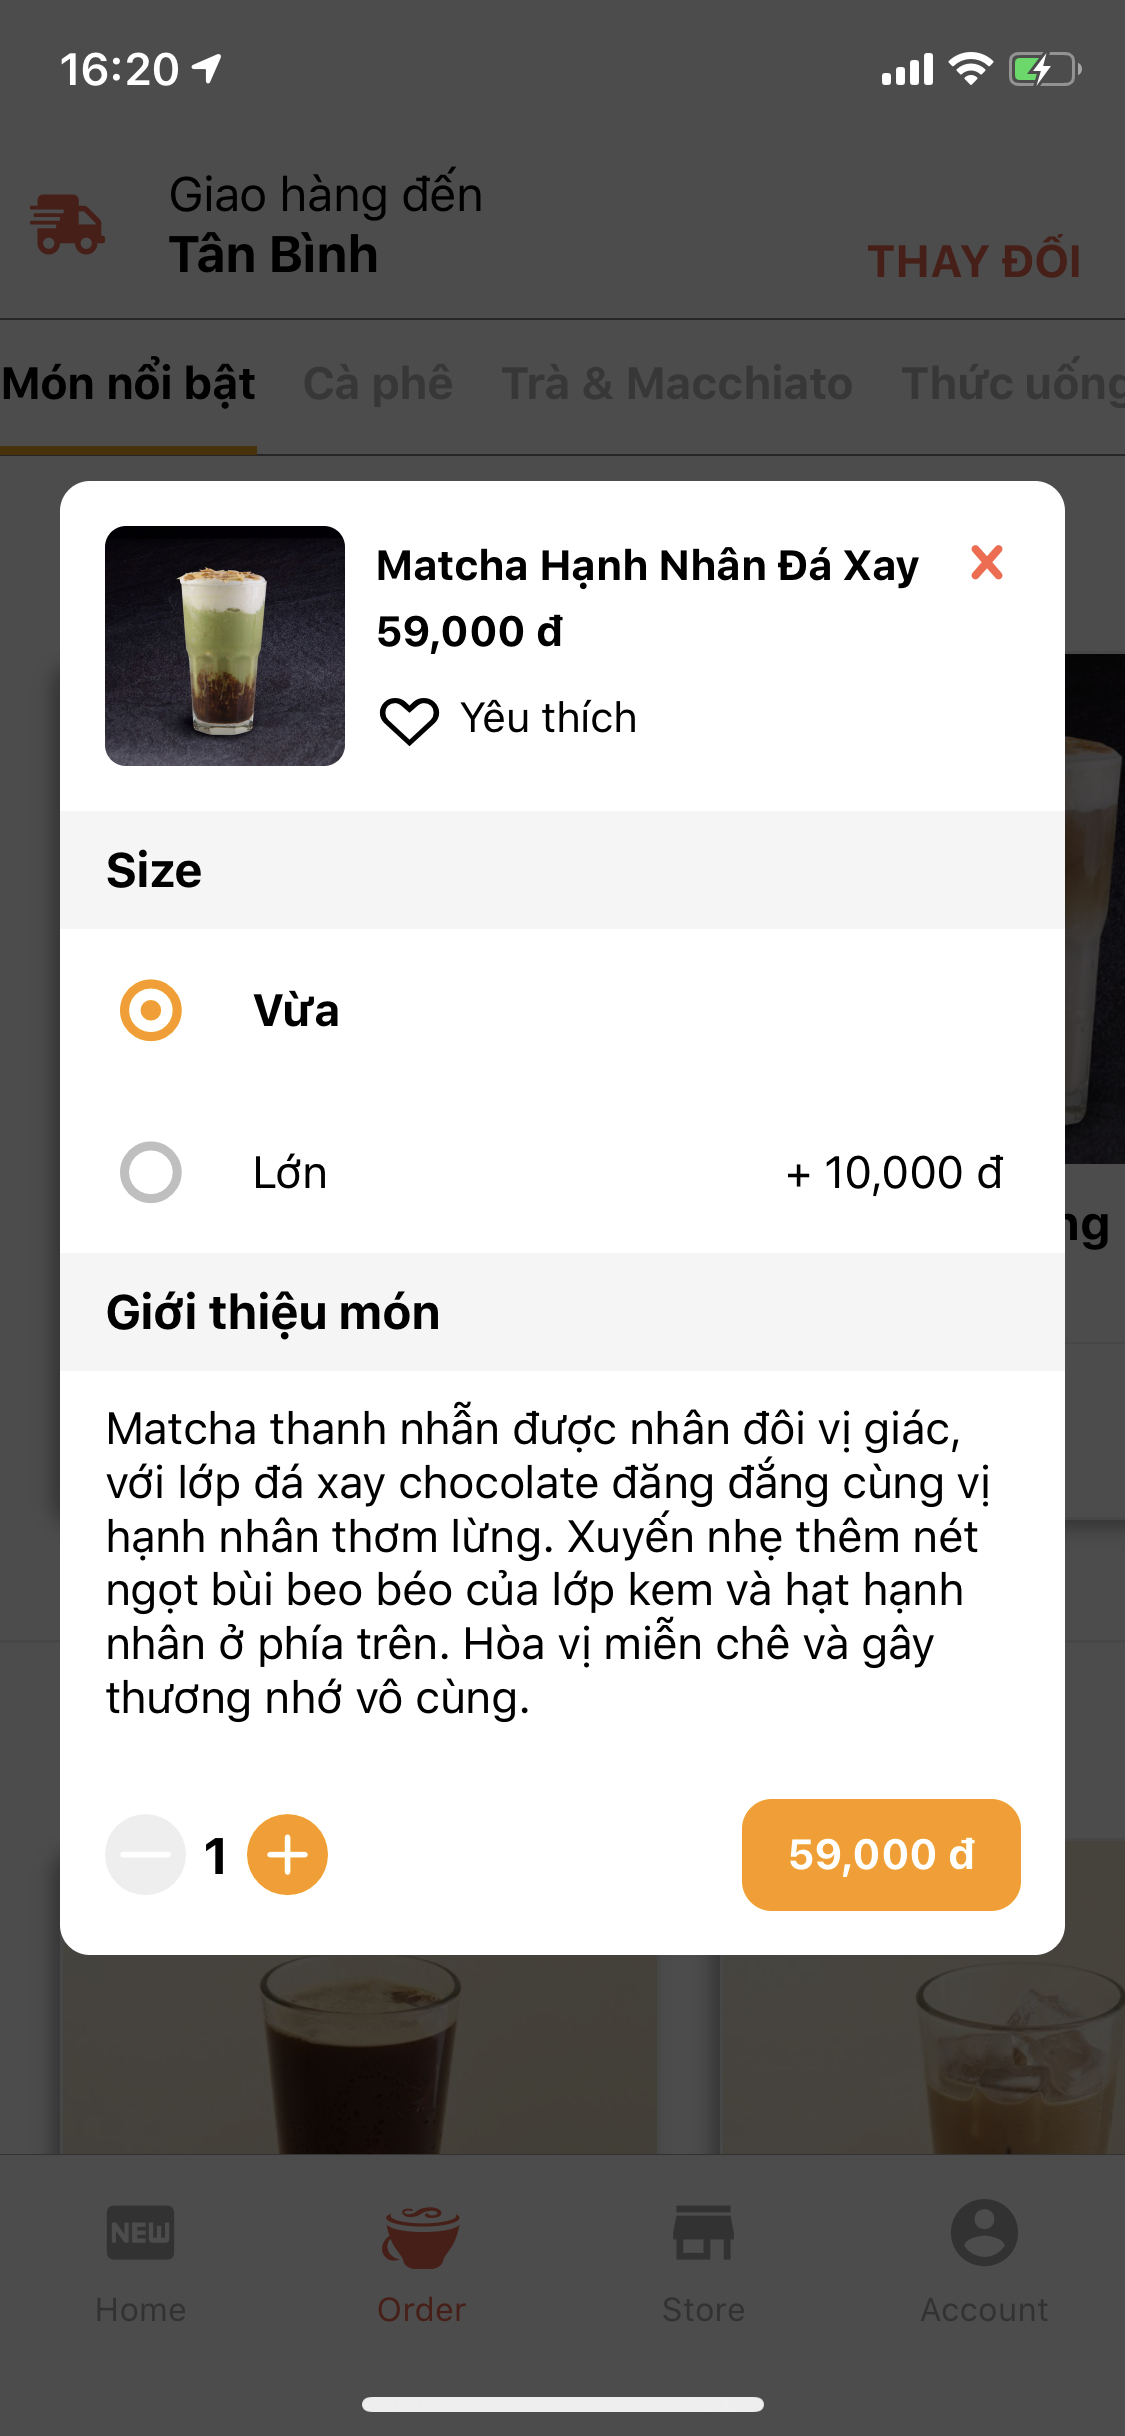 16:20
Giao hàng đến
Tân Bình
THAY ĐỔI
Món nổi bật
Cà phê
Trà & Macchiato
Thức uống
Matcha Hạnh Nhân Đá Xay
59,000 đ
Yêu thích
Size
Vừa
Lớn
+ 10,000 đ
Giới thiệu món
Matcha thanh nhẫn được nhân đôi vị giác,
với lớp đá xay chocolate đăng đắng cùng vị
hạnh nhân thơm lừng. Xuyến nhẹ thêm nét
ngọt bùi beo béo của lớp kem và hạt hạnh
nhân ở phía trên. Hòa vị miễn chê và gây
thương nhớ vô cùng.
1
59,000 đ
NEW
Home
Order
Store
Account